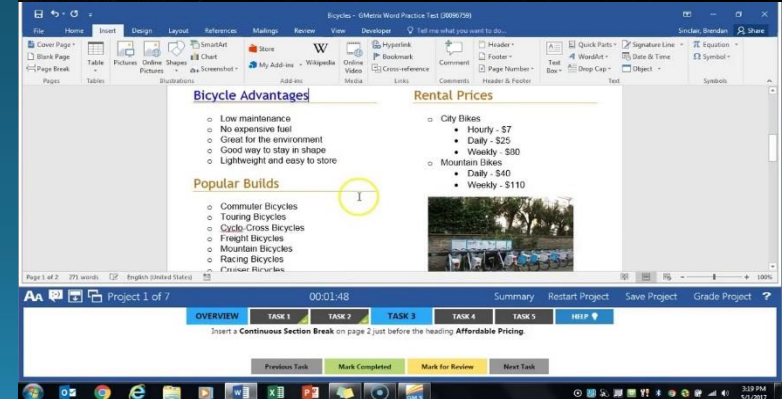 Bicycles - GMetrix Word Practice Test (30096759)
File Home Insert Design Layout References Mailings Review View Developer Tell me what you want to do... Sinclair, Brendan Share
Cover Page
Blank Page
Page Break
Pages
Table
Tables
Pictures
Online Pictures
Shapes
SmartArt
Chart
Screenshot
Illustrations
Store
My Add-ins
Add-ins
W
Wikipedia
Online Video
Media
Hyperlink
Bookmark
Cross-reference
Links
Comment
Comments
Header
Footer
Page Number
Header & Footer
Text Box
Quick Parts
WordArt
Drop Cap
Signature Line
Date & Time
Object
Text
π Equation
Ω Symbol
Symbols
Bicycle Advantages
Low maintenance
No expensive fuel
Great for the environment
Good way to stay in shape
Lightweight and easy to store
Popular Builds
Commuter Bicycles
Touring Bicycles
Cyclo-Cross Bicycles
Freight Bicycles
Mountain Bicycles
Racing Bicycles
Cruiser Bicycles
Rental Prices
City Bikes
Hourly - $7
Daily - $25
Weekly - $80
Mountain Bikes
Daily - $40
Weekly - $110
Page 1 of 2 271 words English (United States) 100%
AA Project 1 of 7 00:01:48 Summary Restart Project Save Project Grade Project ?
OVERVIEW TASK 1 TASK 2 TASK 3 TASK 4 TASK 5 HELP
Insert a Continuous Section Break on page 2 just before the heading Affordable Pricing.
Previous Task Mark Completed Mark for Review Next Task
3:19 PM
5/1/2017